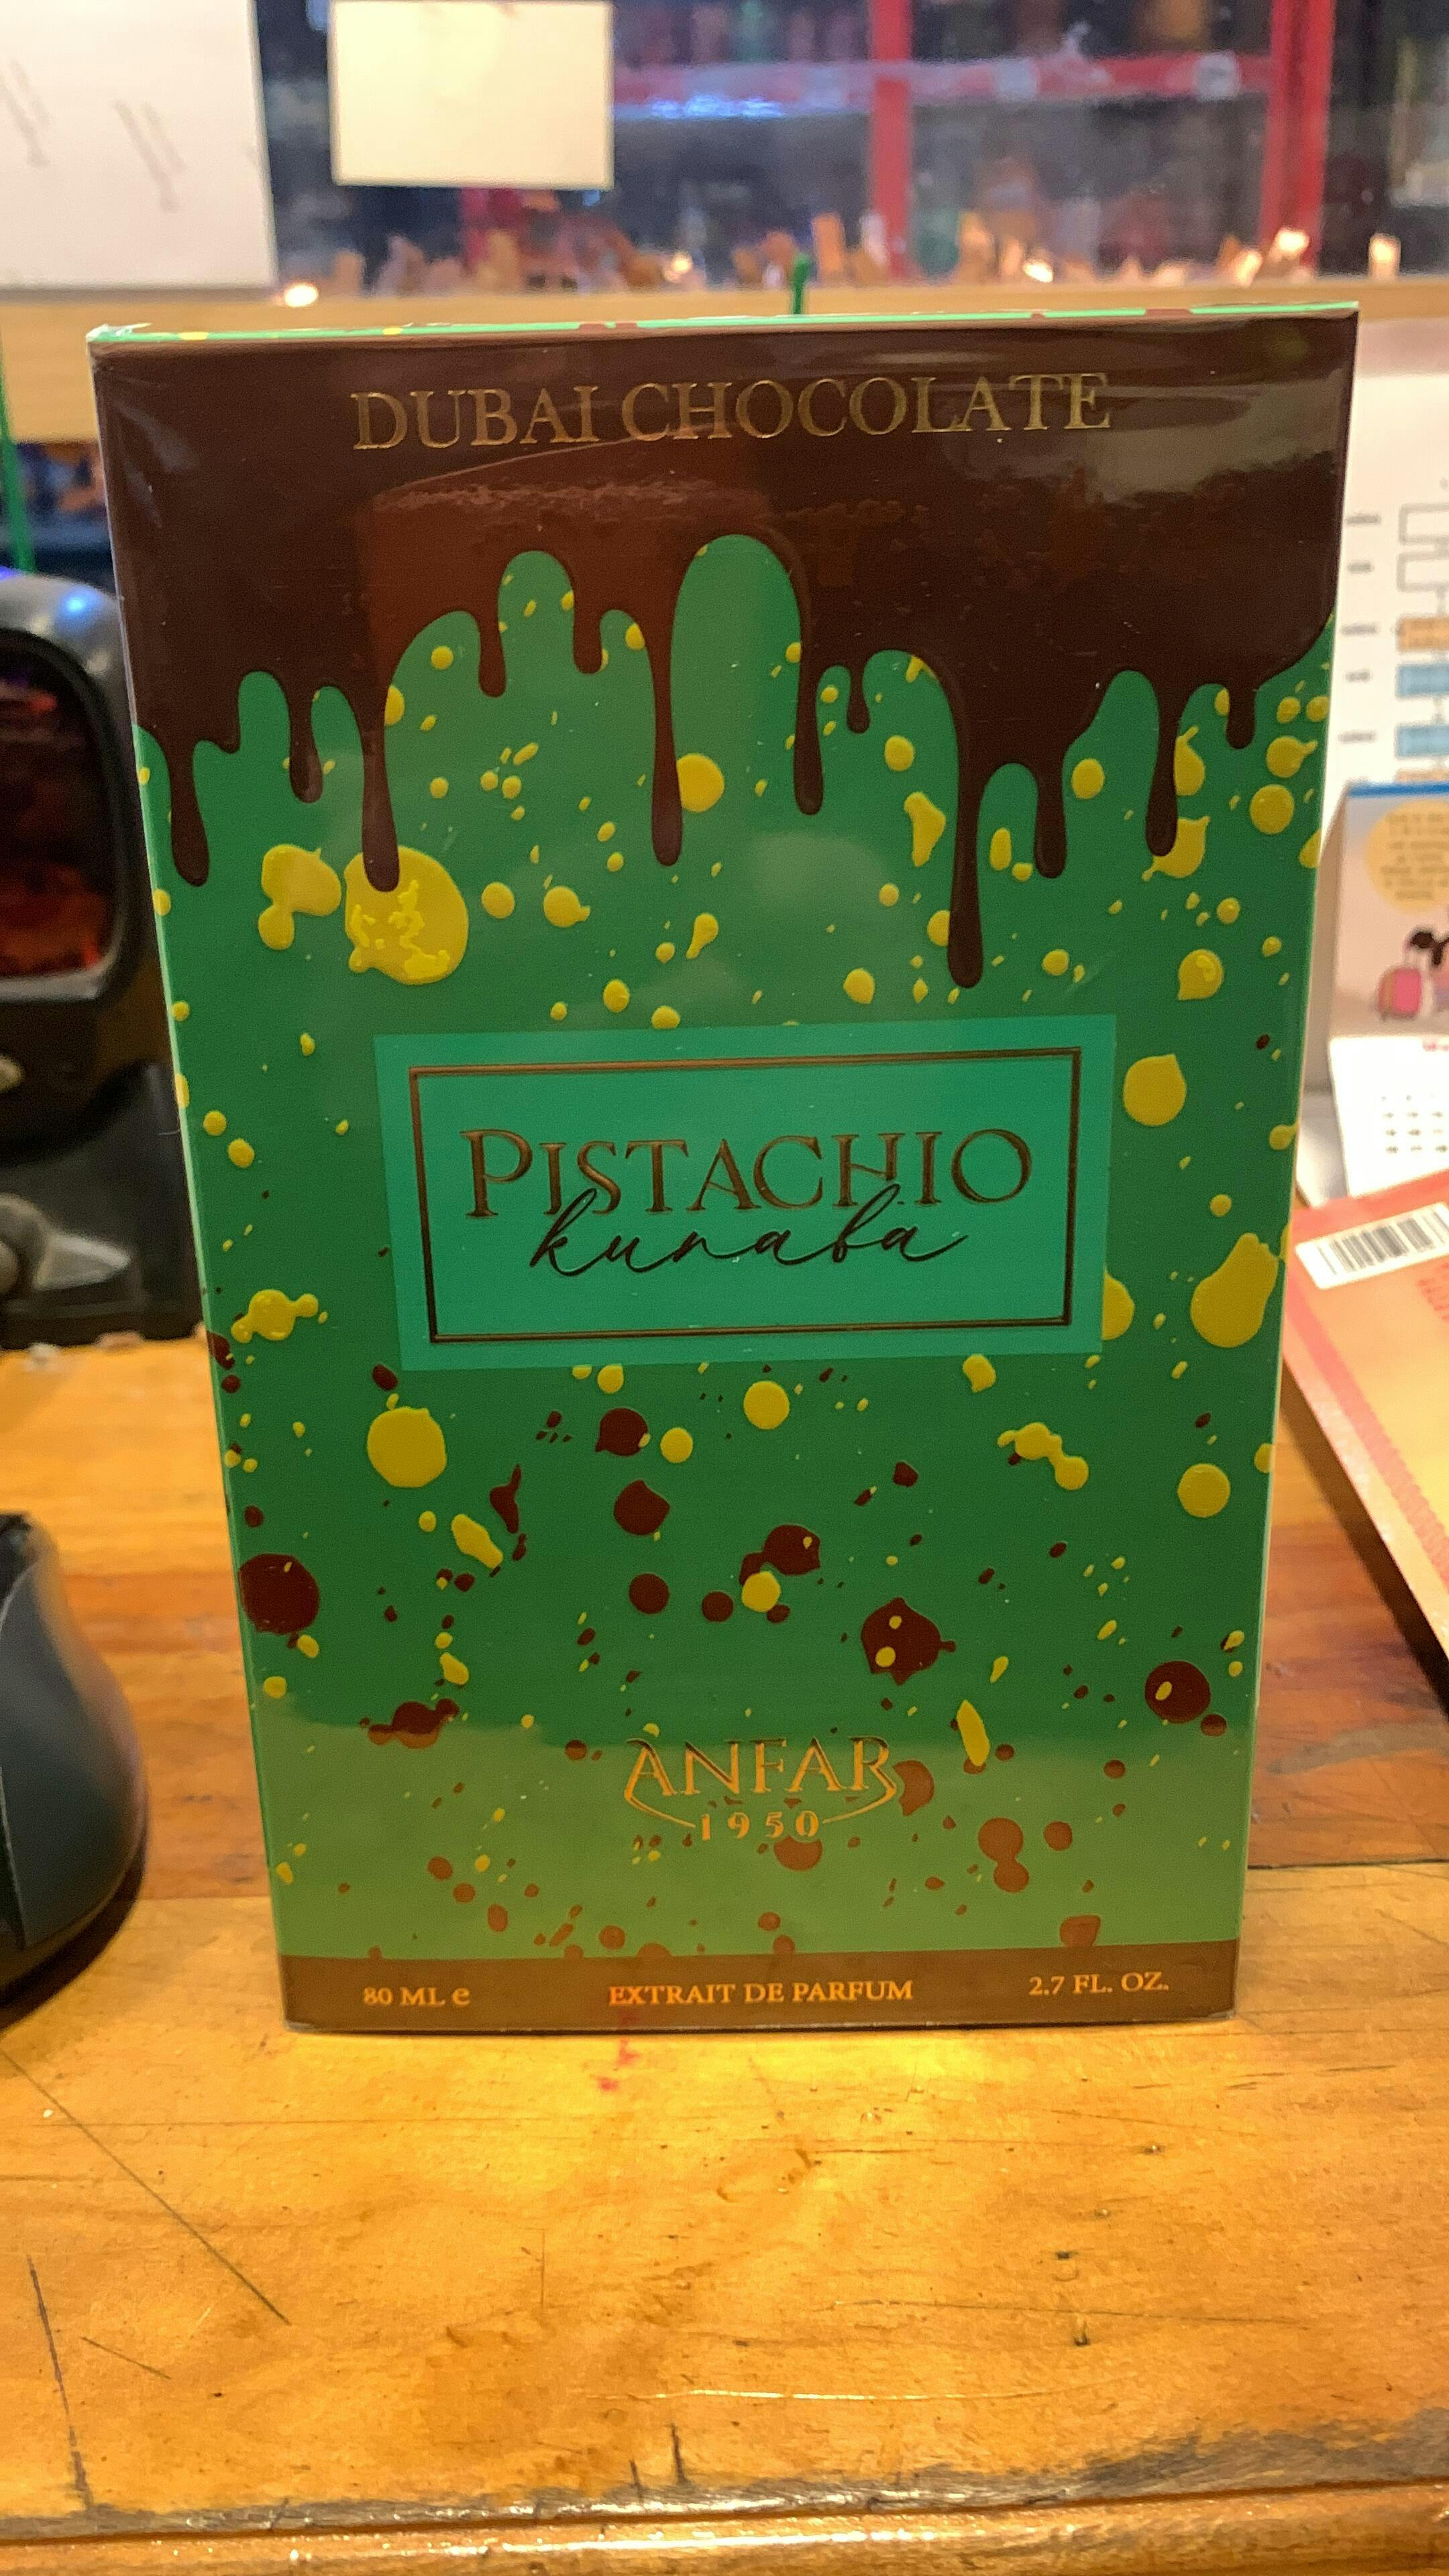 DUBAI CHOCOLATE
PISTACHIO
kunafa
ANFAR
1950
80 ML e
EXTRAIT DE PARFUM
2.7 FL. OZ.